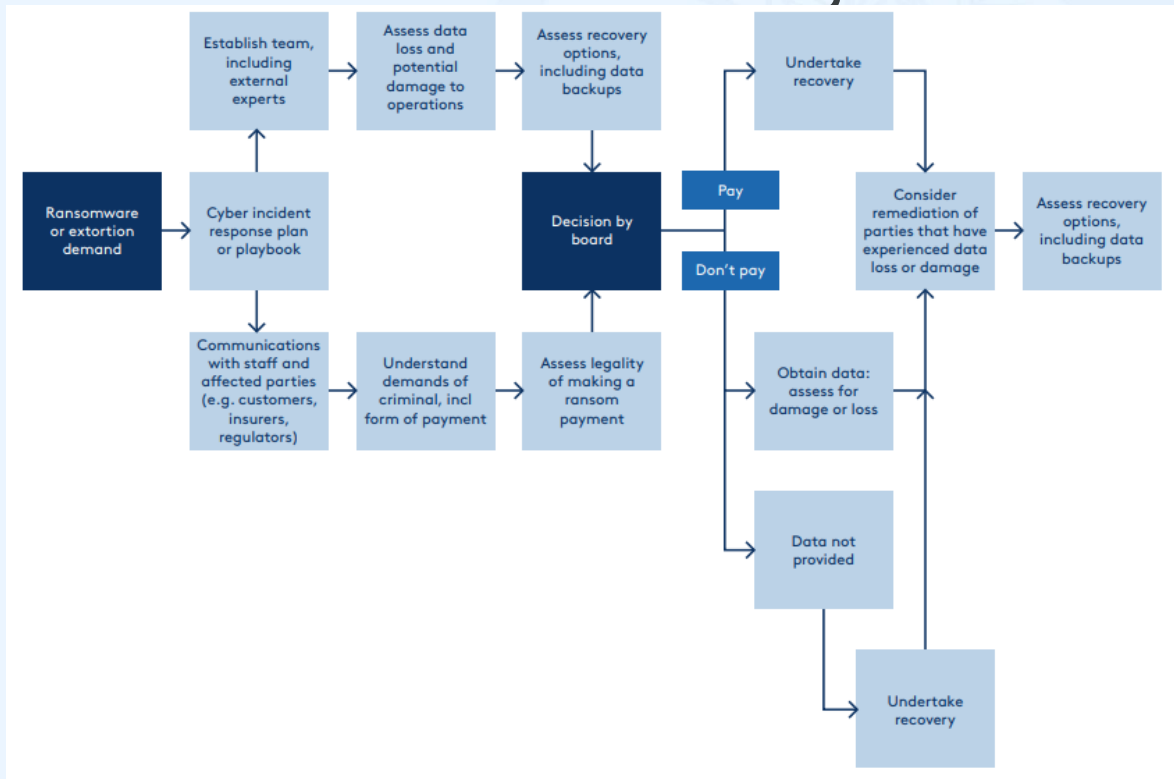 Establish team,
including
external
experts
Assess data
loss and
potential
damage to
operations
Assess recovery
options,
including data
backups
Undertake
recovery
Ransomware
or extortion
demand
Cyber incident
response plan
or playbook
Decision by
board
Pay
Don't pay
Consider
remediation of
parties that have
experienced data
loss or damage
Assess recovery
options,
including data
backups
Communications
with staff and
affected parties
(e.g. customers,
insurers,
regulators)
Understand
demands of
criminal, incl
form of payment
Assess legality
of making a
ransom
payment
Obtain data:
assess for
damage or loss
Data not
provided
Undertake
recovery